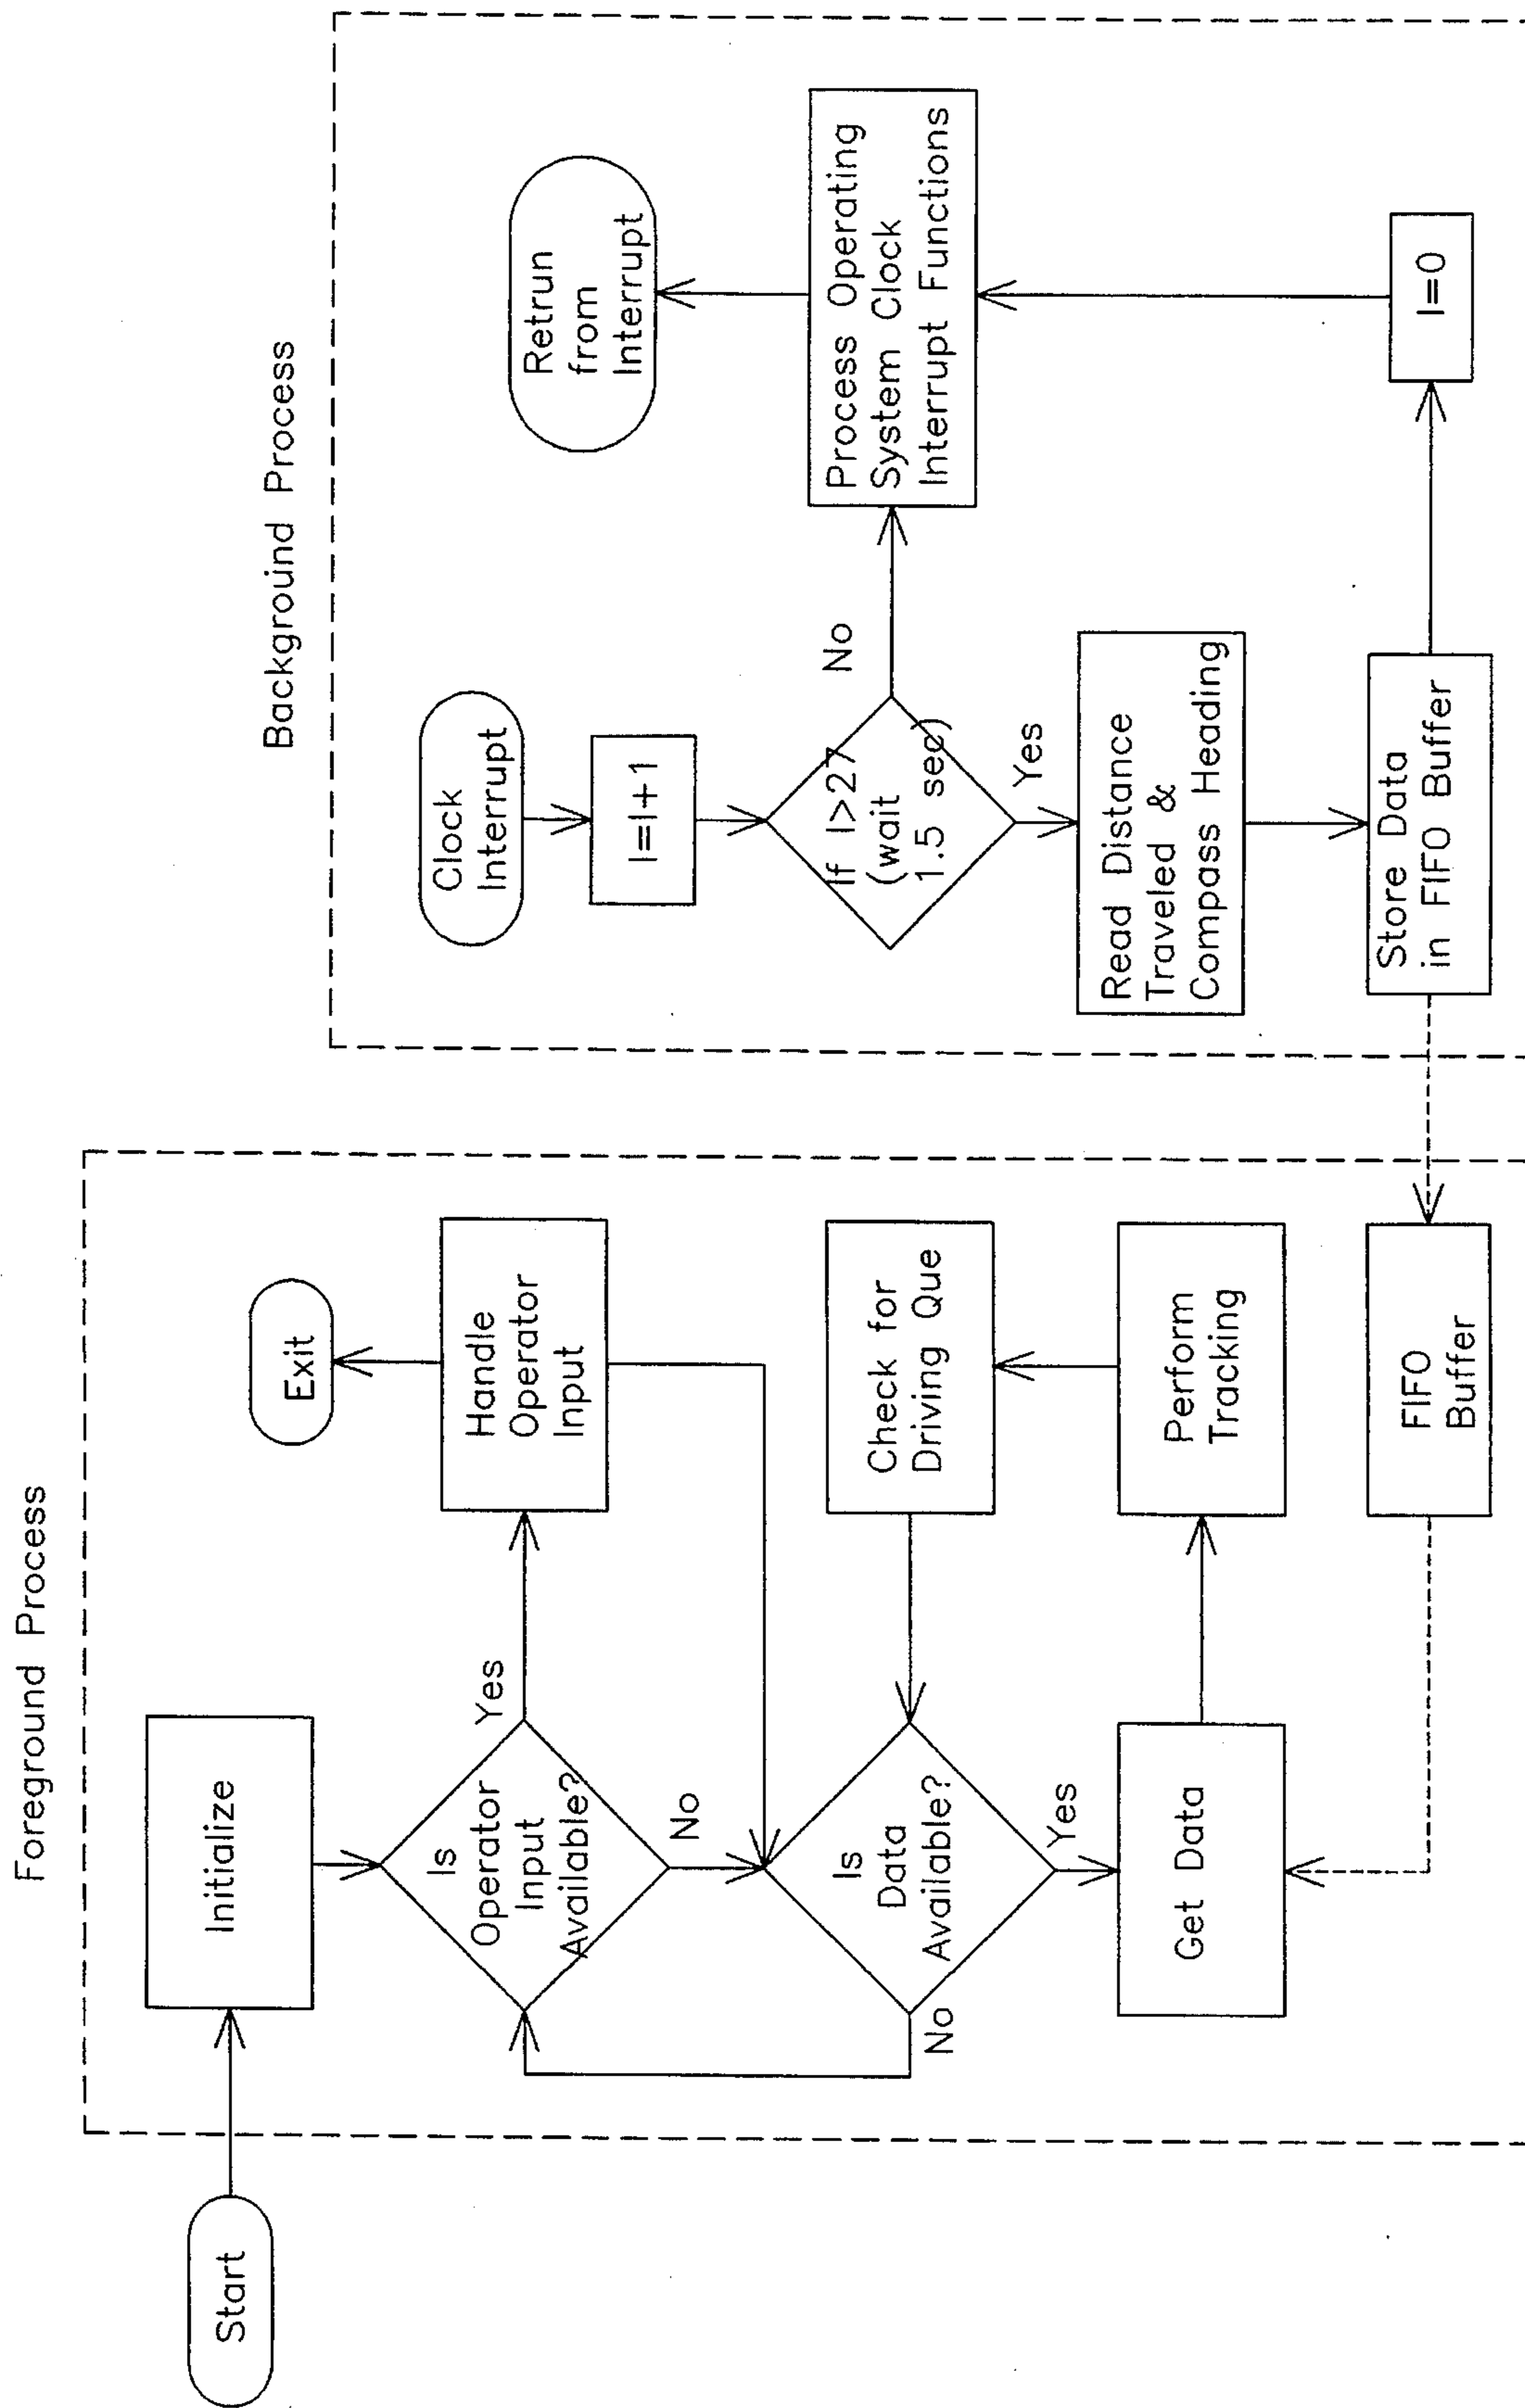 Foreground Process
Start
Initialize
Is
Operator
Input
Available?
Yes
No
Handle
Operator
Input
Exit
Is
Data
Available?
No
Yes
Get Data
Perform
Tracking
Check for
Driving Que
FIFO
Buffer
Background Process
Clock
Interrupt
I=I+1
If I>27
(wait
1.5 sec)
No
Yes
Read Distance
Traveled &
Compass Heading
Store Data
in FIFO Buffer
I=0
Process Operating
System Clock
Interrupt Functions
Retrun
from
Interrupt